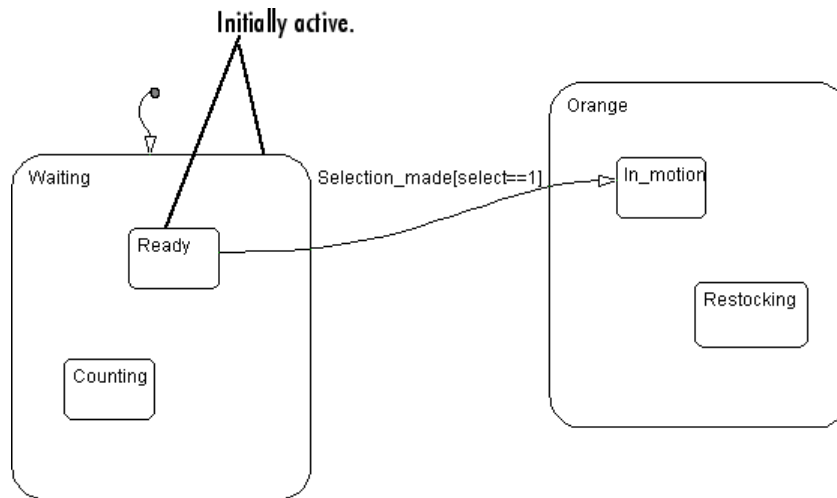 Initially active.
Orange
Waiting
Selection_made[select==1]
In_motion
Ready
Restocking
Counting